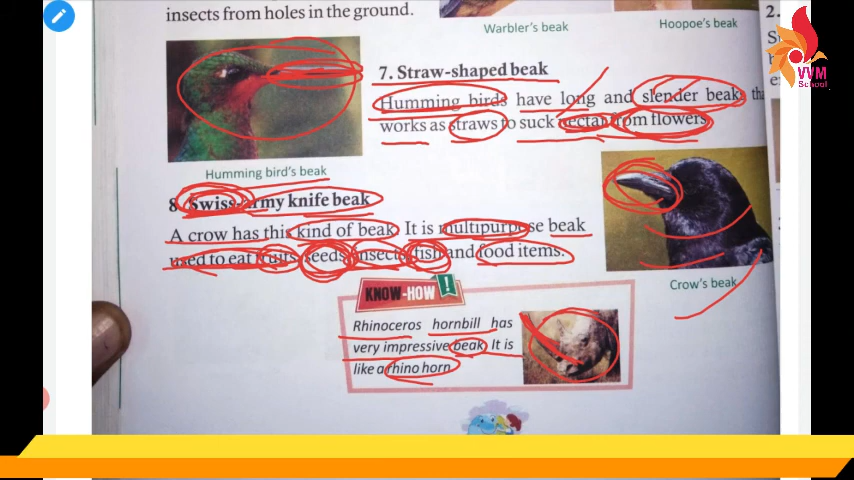 insects from holes in the ground.
Warbler's beak
Hoopoe's beak
2.
VVM
School
7. Straw-shaped beak
Humming birds have long and slender beaks
works as straws to suck nectar from flowers.
Humming bird's beak
8. Swiss-army knife beak
A crow has this kind of beak. It is multipurpose beak
used to eat fruits, seeds, insects, fish and food items.
Crow's beak
KNOW-HOW !
Rhinoceros hornbill has
very impressive beak. It is
like a rhino horn.